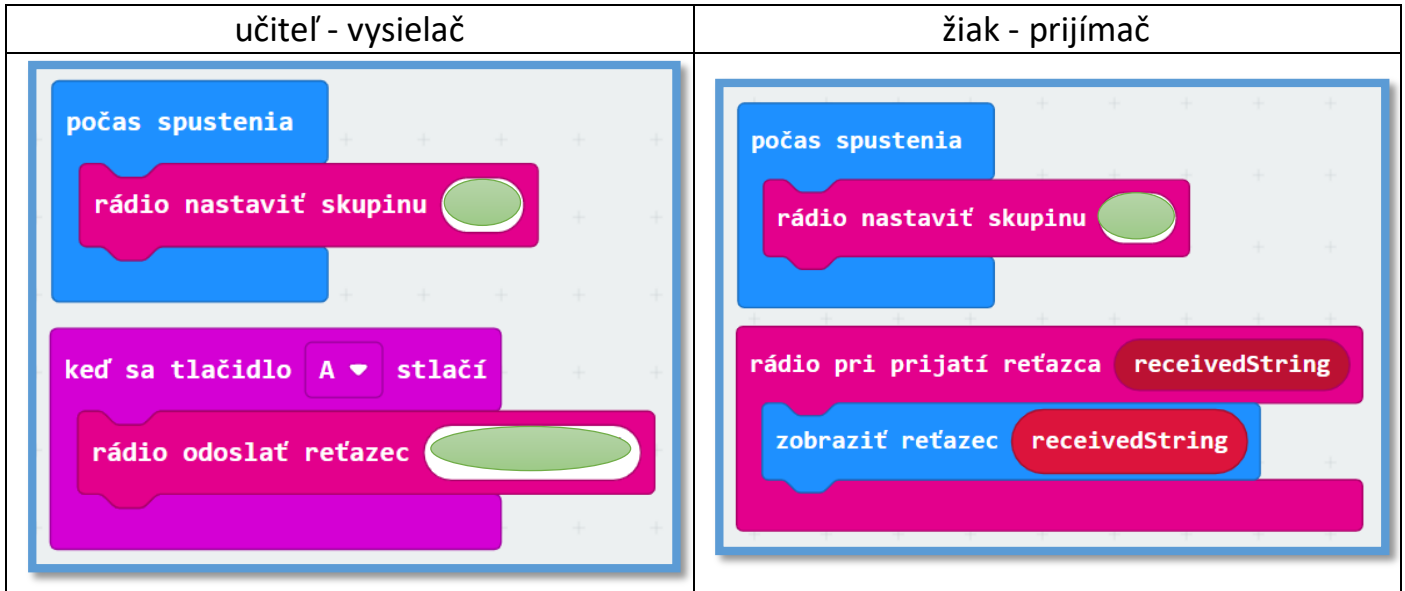 učiteľ - vysielač
počas spustenia
rádio nastaviť skupinu
keď sa tlačidlo A stlačí
rádio odoslať reťazec
žiak - prijímač
počas spustenia
rádio nastaviť skupinu
rádio pri prijatí reťazca receivedString
zobraziť reťazec receivedString